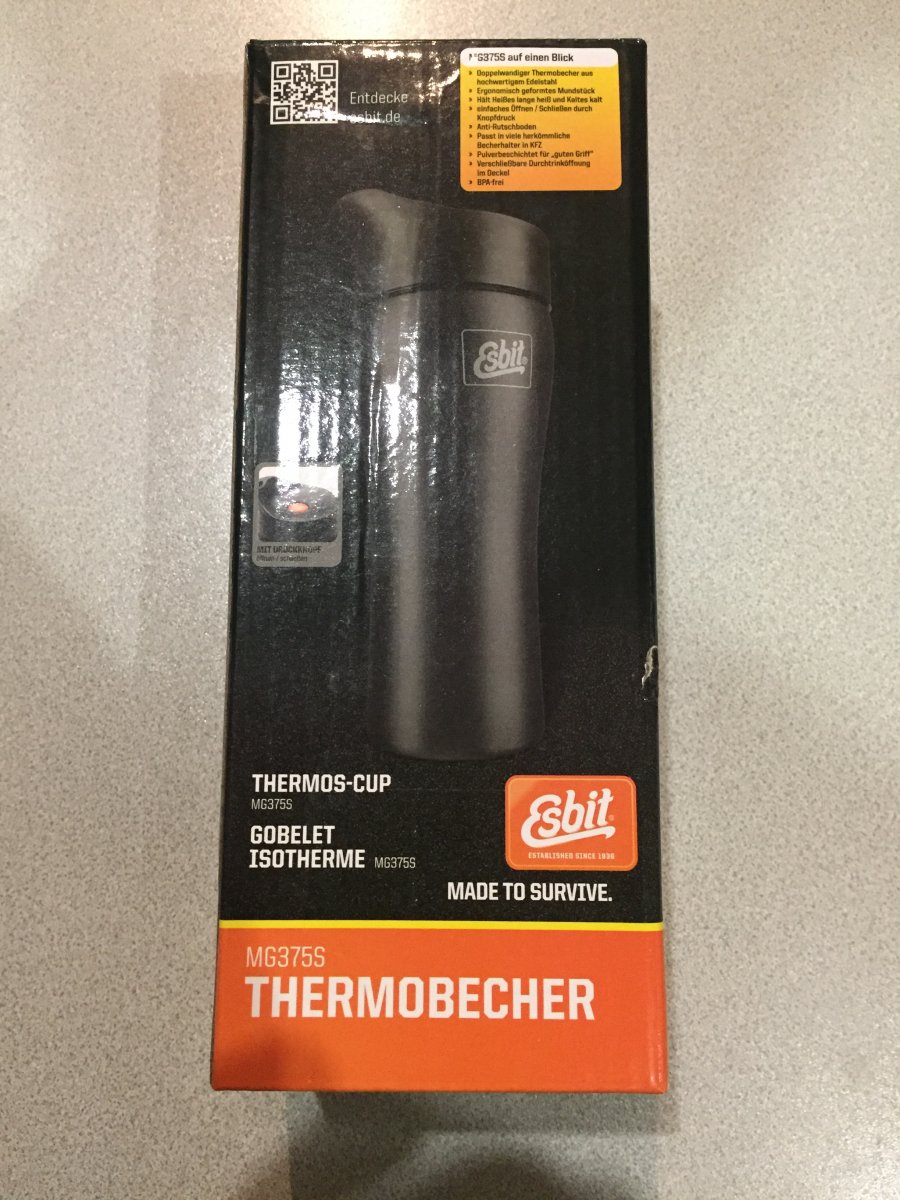 Entdecke
esbit.de
MG375S auf einen Blick
» Doppelwandiger Thermobecher aus
hochwertigem Edelstahl
» Ergonomisch geformtes Mundstück
» Hält Heißes lange heiß und Kaltes kalt
» einfaches Öffnen / Schließen durch
Knopfdruck
» Anti-Rutschboden
» Passt in viele herkömmliche
Becherhalter in KFZ
» Pulverbeschichtet für „guten Griff“
» Verschließbare Durchtrinköffnung
im Deckel
» BPA-frei
Esbit®
MIT DRUCKKNOPF
öffnen / schließen
THERMOS-CUP
MG375S
GOBELET
ISOTHERME MG375S
Esbit®
ESTABLISHED SINCE 1936
MADE TO SURVIVE.
MG375S
THERMOBECHER